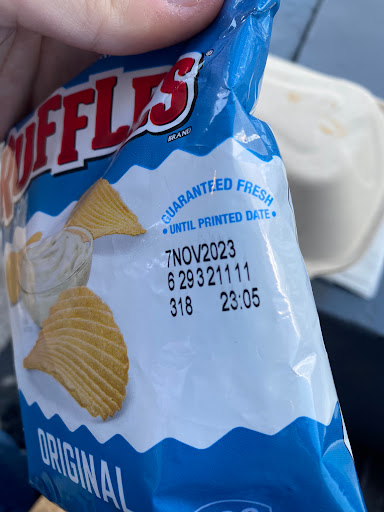 RUFFLES
BRAND
GUARANTEED FRESH
• UNTIL PRINTED DATE •
7NOV2023
6 293 21111
318 23:05
ORIGINAL